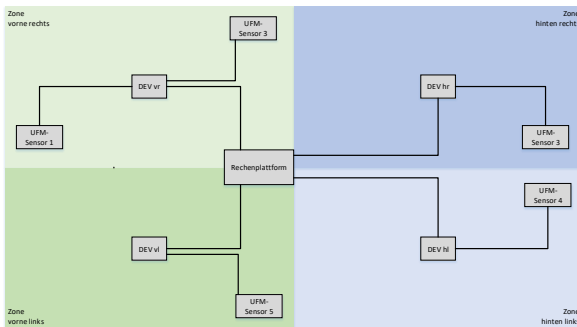 Zone
vorne rechts
UFM-
Sensor 3
Zone
hinten rechts
DEV vr
DEV hr
UFM-
Sensor 1
UFM-
Sensor 3
Rechenplattform
UFM-
Sensor 4
DEV vl
DEV hl
UFM-
Sensor 5
Zone
vorne links
Zone
hinten links